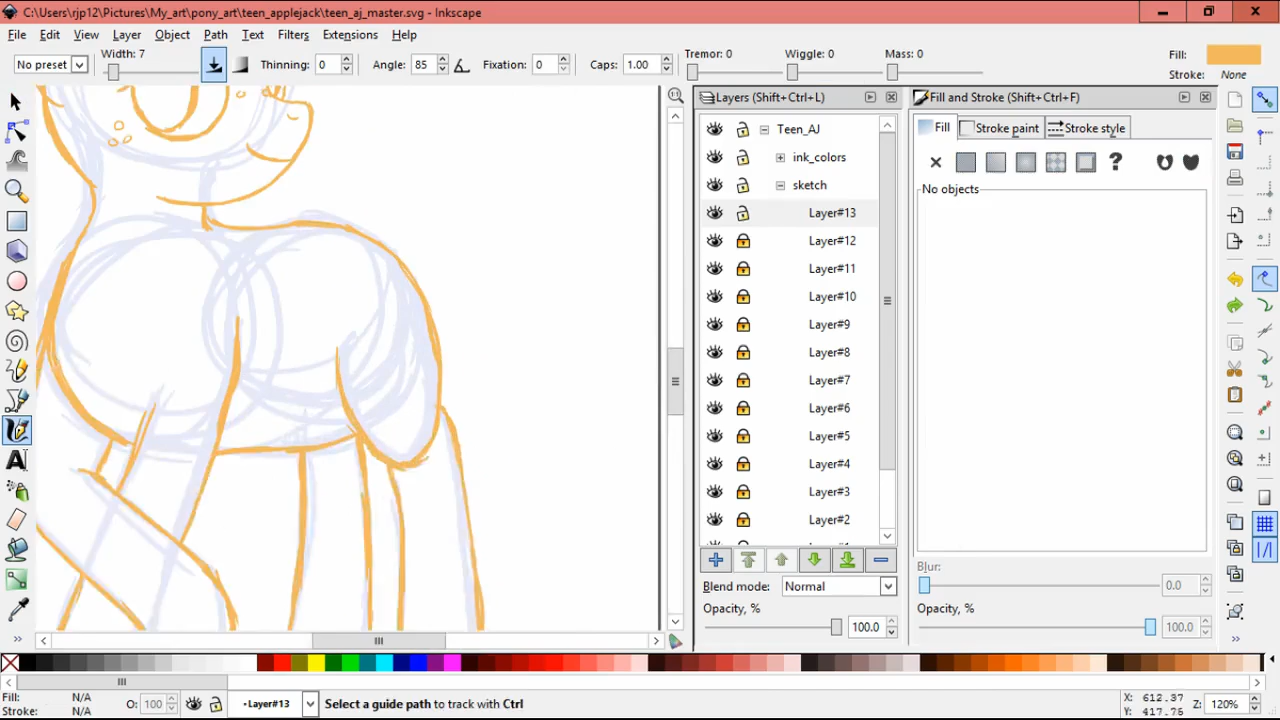 C:\Users\rjp12\Pictures\My_art\pony_art\teen_applejack\teen_aj_master.svg - Inkscape
File Edit View Layer Object Path Text Filters Extensions Help
No preset Width: 7 Thinning: 0 Angle: 85 Fixation: 0 Caps: 1.00 Tremor: 0 Wiggle: 0 Mass: 0 Fill:
Stroke: None
Layers (Shift+Ctrl+L) Fill and Stroke (Shift+Ctrl+F)
Teen_AJ
ink_colors
sketch
Layer#13
Layer#12
Layer#11
Layer#10
Layer#9
Layer#8
Layer#7
Layer#6
Layer#5
Layer#4
Layer#3
Layer#2
Blend mode: Normal
Opacity, % 100.0
Fill Stroke paint Stroke style
?
No objects
Blur: 0.0
Opacity, % 100.0
Fill: N/A
Stroke: N/A
O: 100
•Layer#13
Select a guide path to track with Ctrl
X: 612.37
Y: 417.75
Z: 120%